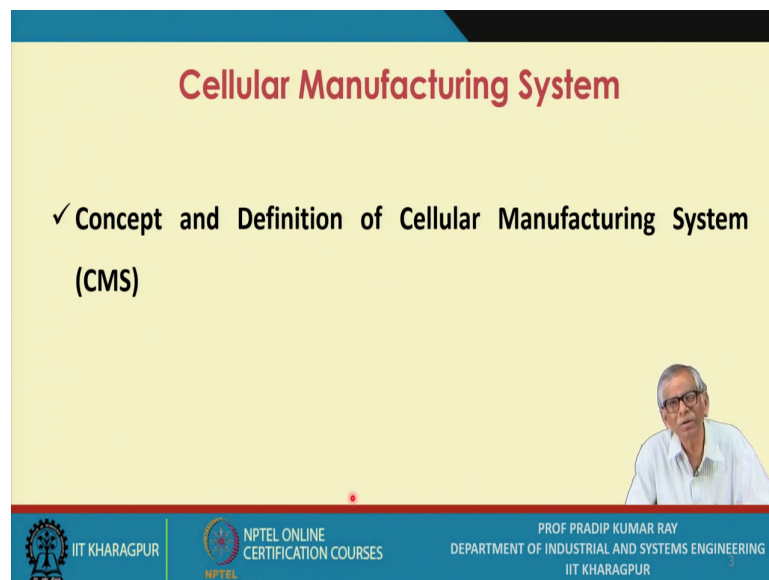 Cellular Manufacturing System
✓ Concept and Definition of Cellular Manufacturing System
(CMS)
IIT KHARAGPUR
NPTEL
NPTEL ONLINE
CERTIFICATION COURSES
PROF PRADIP KUMAR RAY
DEPARTMENT OF INDUSTRIAL AND SYSTEMS ENGINEERING
IIT KHARAGPUR
3